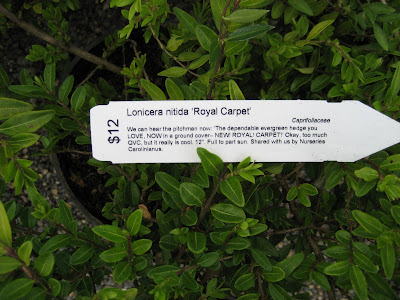 Lonicera nitida 'Royal Carpet'
Caprifoliaceae
$12
We can hear the pitchman now: 'The dependable evergreen hedge you
LOVE, NOW in a ground cover-- NEW! ROYAL! CARPET!' Okay, too much
QVC, but it really is cool. 12". Full to part sun. Shared with us by Nurseries
Carolinianus.